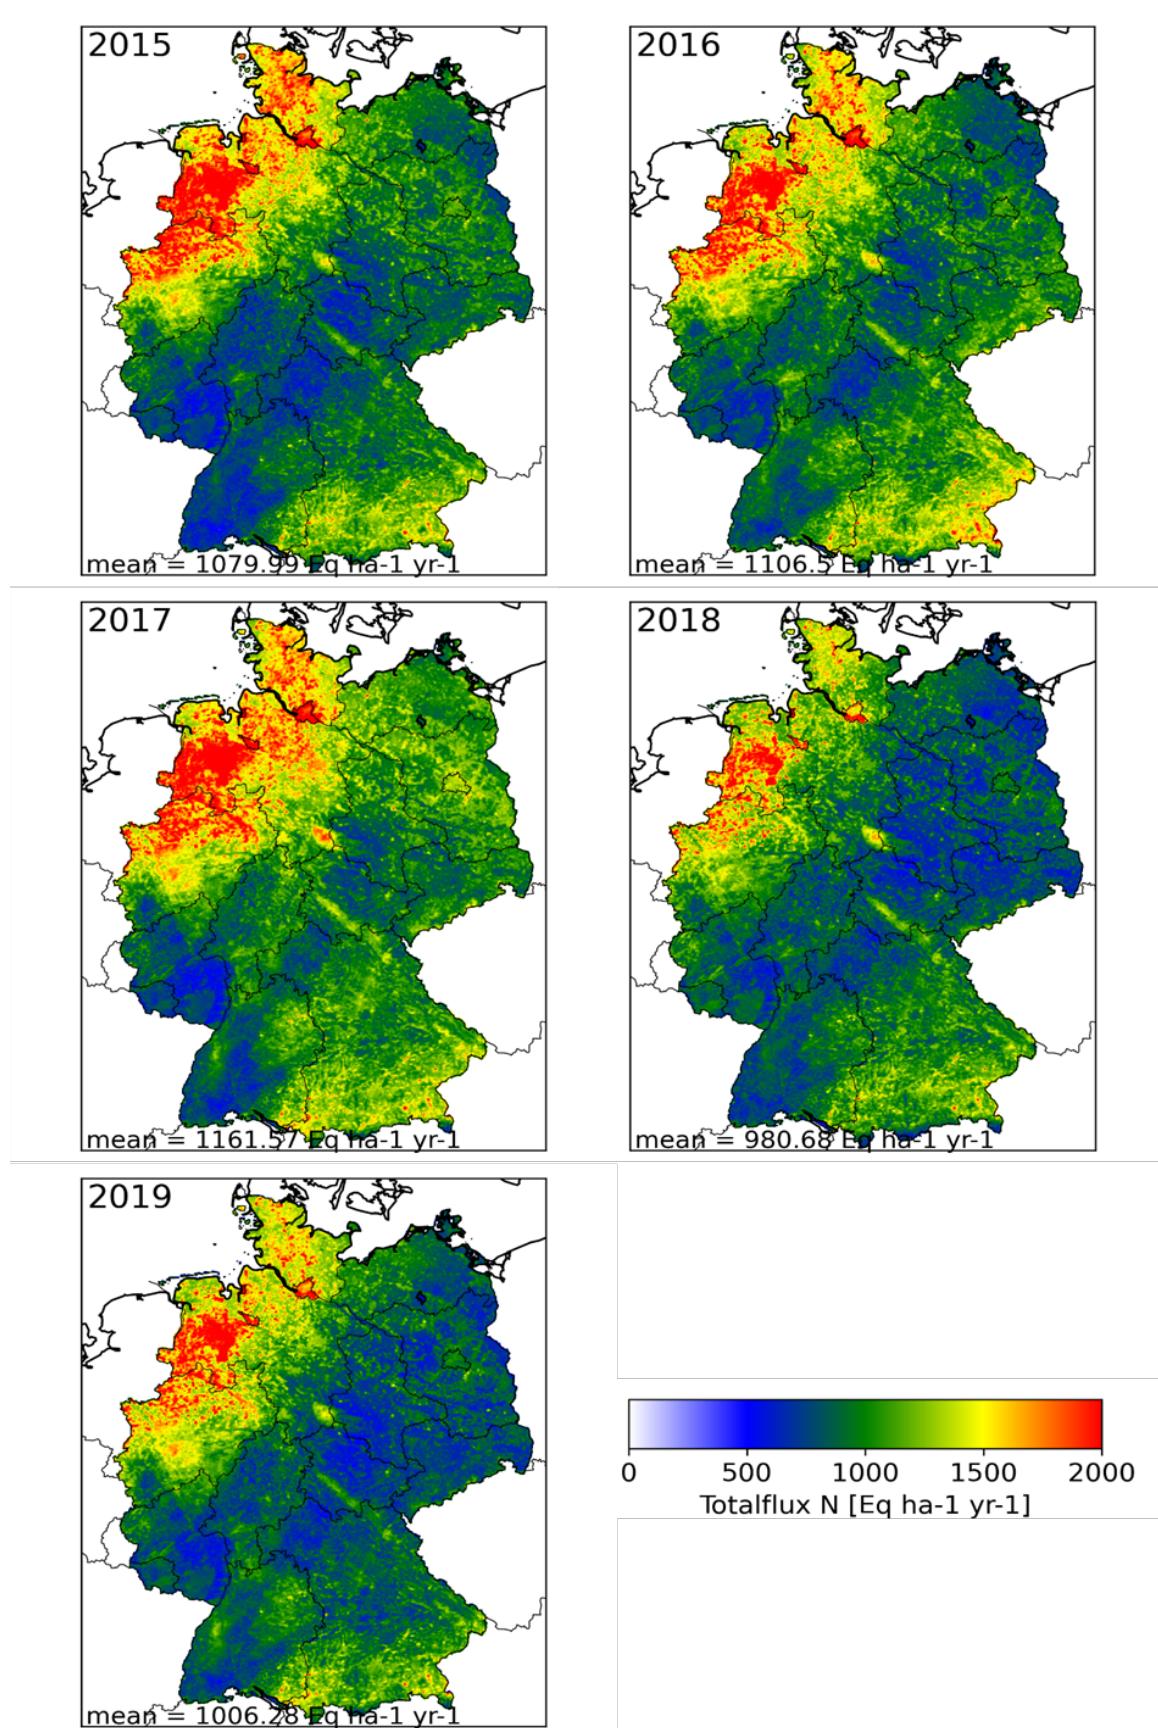 2015
mean = 1079.99 Eq ha-1 yr-1
2016
mean = 1106.5 Eq ha-1 yr-1
2017
mean = 1161.57 Eq ha-1 yr-1
2018
mean = 980.68 Eq ha-1 yr-1
2019
mean = 1006.28 Eq ha-1 yr-1
0 500 1000 1500 2000
Totalflux N [Eq ha-1 yr-1]